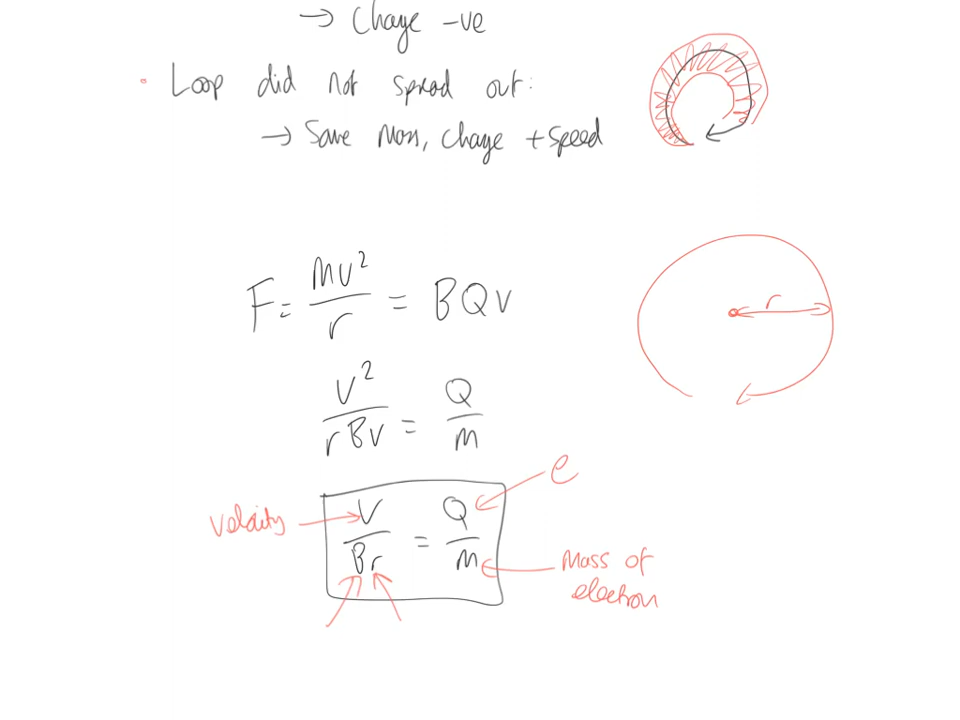 → Charge -ve
• Loop did not spread out:
→ Same Mass, charge + speed
F = mv²/r = BQv
r
v²/rBv = Q/m
e
velocity
v/Br = Q/m
Mass of
electron